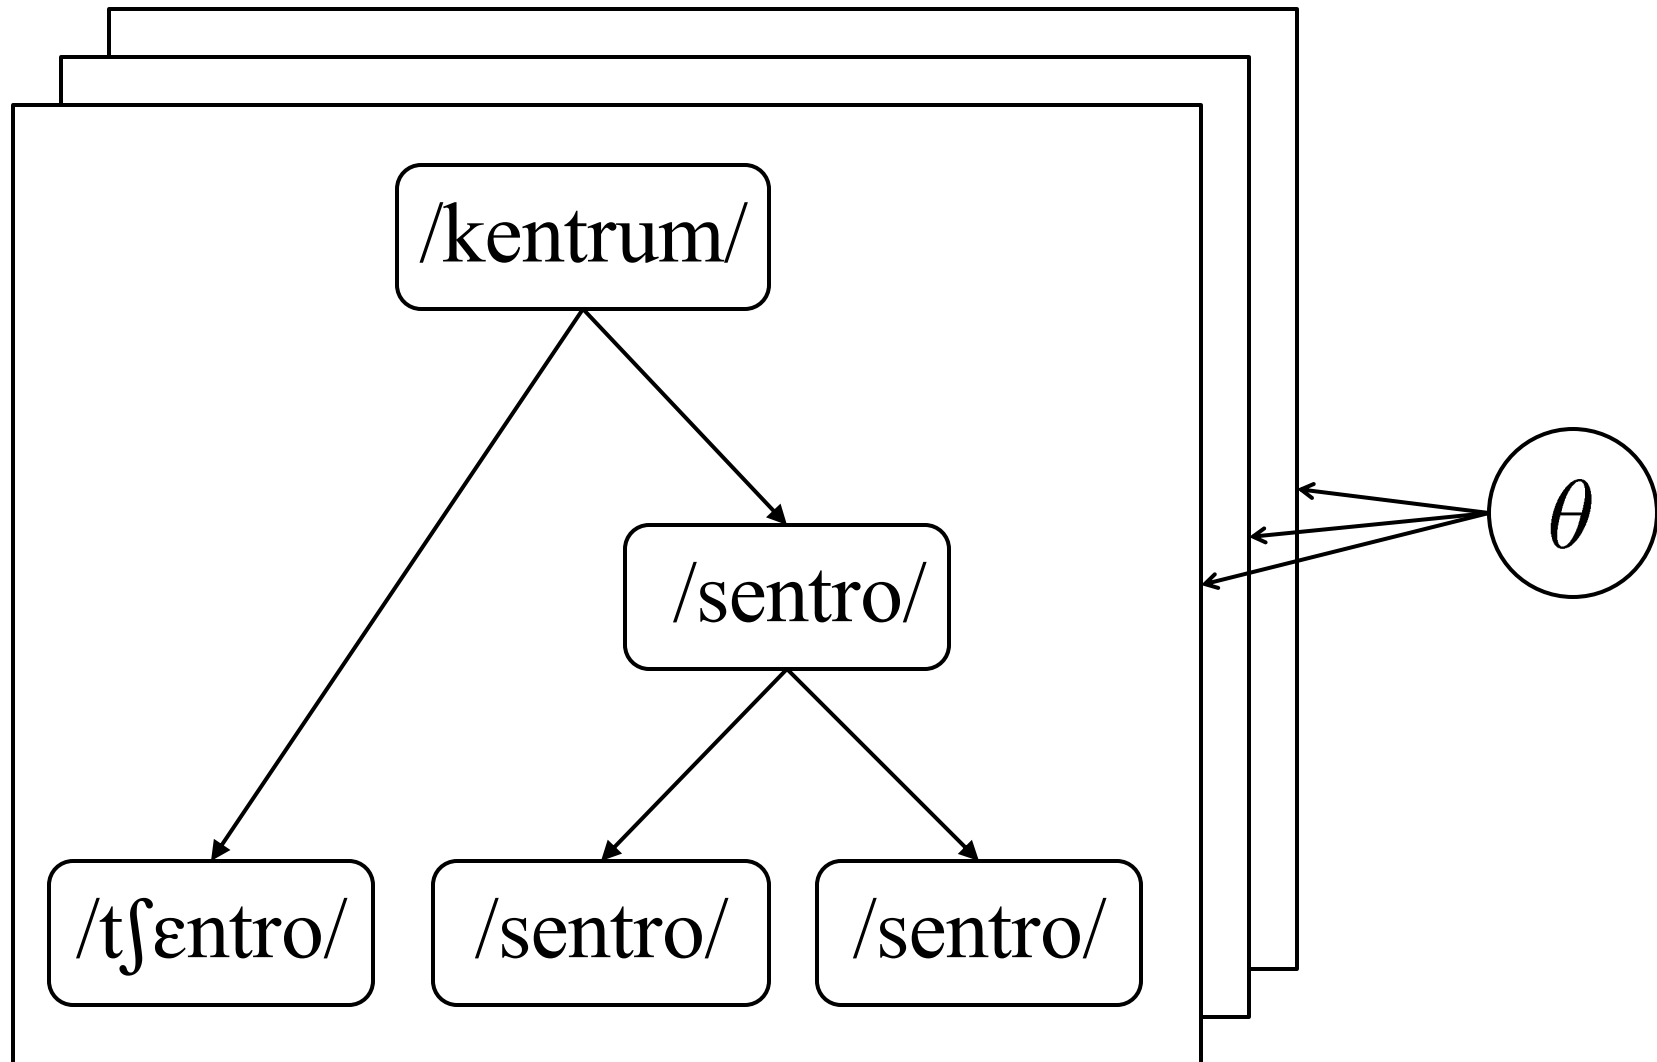 /kentrum/
/sentro/
θ
/tʃɛntro/
/sentro/
/sentro/